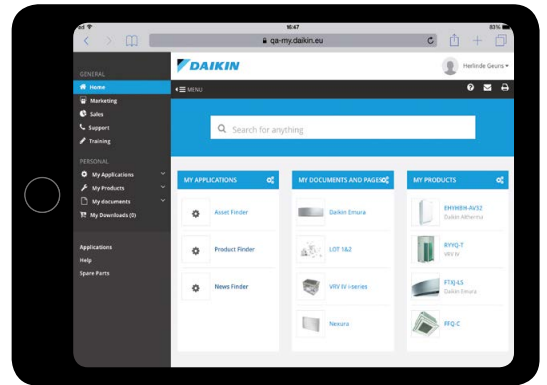 ad
16:47
83%
qa-my.daikin.eu
DAIKIN
Herlinde Geuns
GENERAL
Home
Marketing
Sales
Support
Training
PERSONAL
My Applications
My Products
My documents
My Downloads (0)
Applications
Help
Spare Parts
MENU
Search for anything
MY APPLICATIONS
Asset Finder
Product Finder
News Finder
MY DOCUMENTS AND PAGES
Daikin Emura
LOT 1&2
VRV IV i-series
Nexura
MY PRODUCTS
EHYHBH-AV32
Daikin Altherma
RYYQ-T
VRV IV
FTXJ-LS
Daikin Emura
FFQ-C